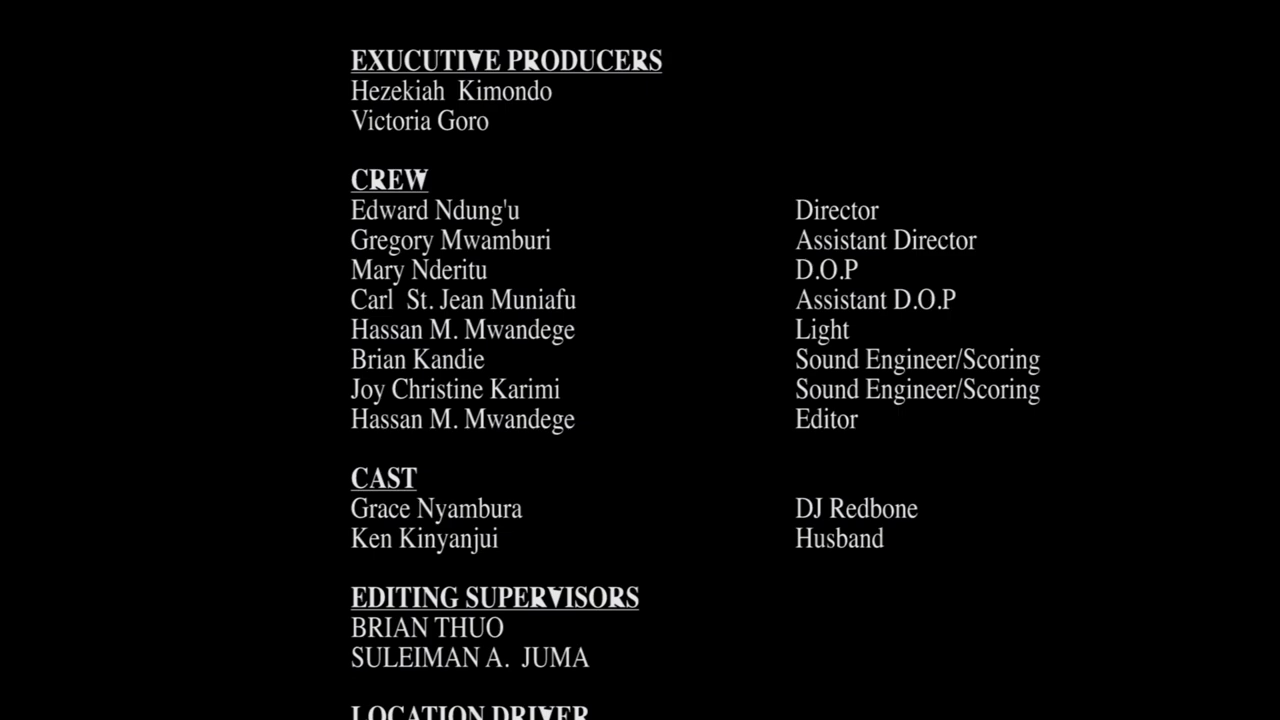 EXUCUTIVE PRODUCERS
Hezekiah Kimondo
Victoria Goro
CREW
Edward Ndung'u Director
Gregory Mwamburi Assistant Director
Mary Nderitu D.O.P
Carl St. Jean Muniafu Assistant D.O.P
Hassan M. Mwandege Light
Brian Kandie Sound Engineer/Scoring
Joy Christine Karimi Sound Engineer/Scoring
Hassan M. Mwandege Editor
CAST
Grace Nyambura DJ Redbone
Ken Kinyanjui Husband
EDITING SUPERVISORS
BRIAN THUO
SULEIMAN A. JUMA
LOCATION DRIVER